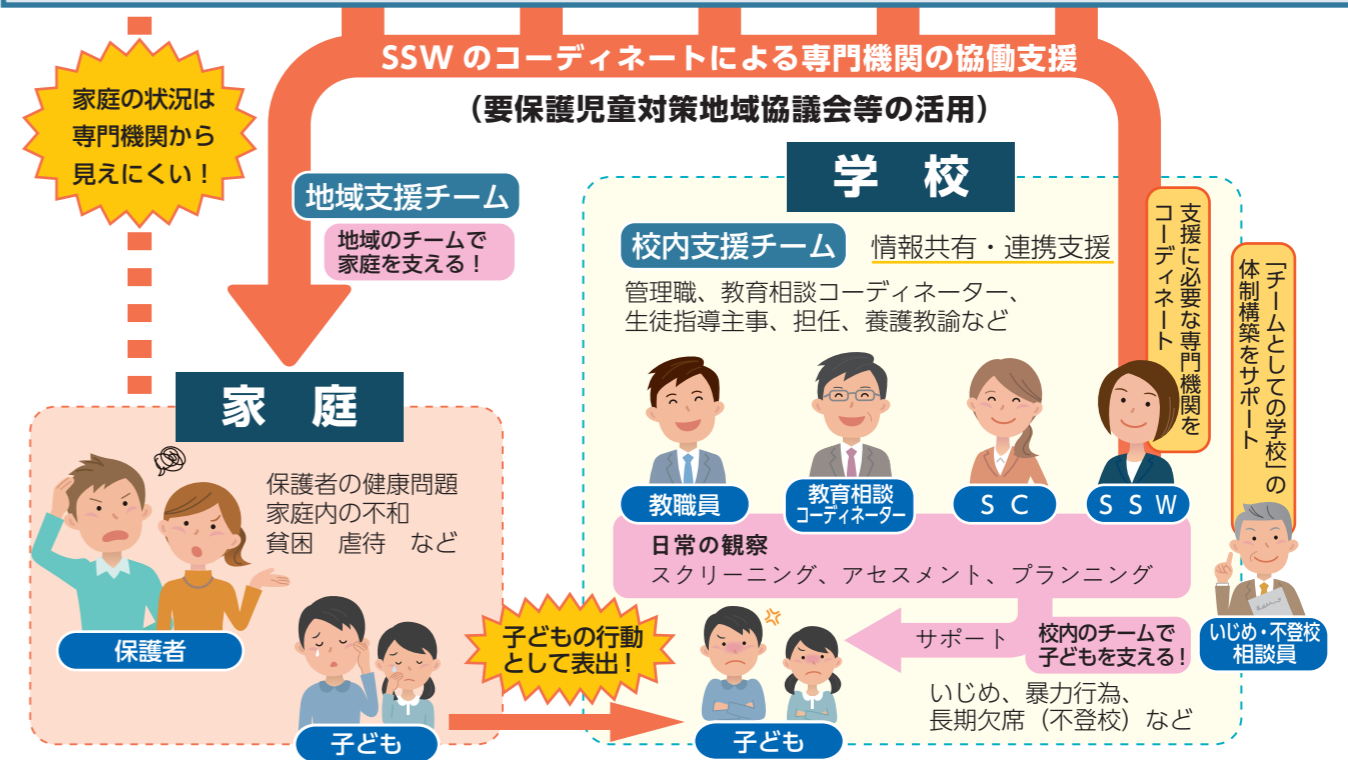 SSWのコーディネートによる専門機関の協働支援
（要保護児童対策地域協議会等の活用）
家庭の状況は
専門機関から
見えにくい！
地域支援チーム
地域のチームで
家庭を支える！
学　校
校内支援チーム
情報共有・連携支援
管理職、教育相談コーディネーター、
生徒指導主事、担任、養護教諭など
支援に必要な専門機関を
コーディネート
「チームとしての学校」の
体制構築をサポート
家　庭
保護者の健康問題
家庭内の不和
貧困　虐待　など
保護者
子ども
教職員
教育相談
コーディネーター
ＳＣ
ＳＳＷ
日常の観察
スクリーニング、アセスメント、プランニング
いじめ・不登校
相談員
子どもの行動
として表出！
サポート
校内のチームで
子どもを支える！
いじめ、暴力行為、
長期欠席（不登校）など
子ども